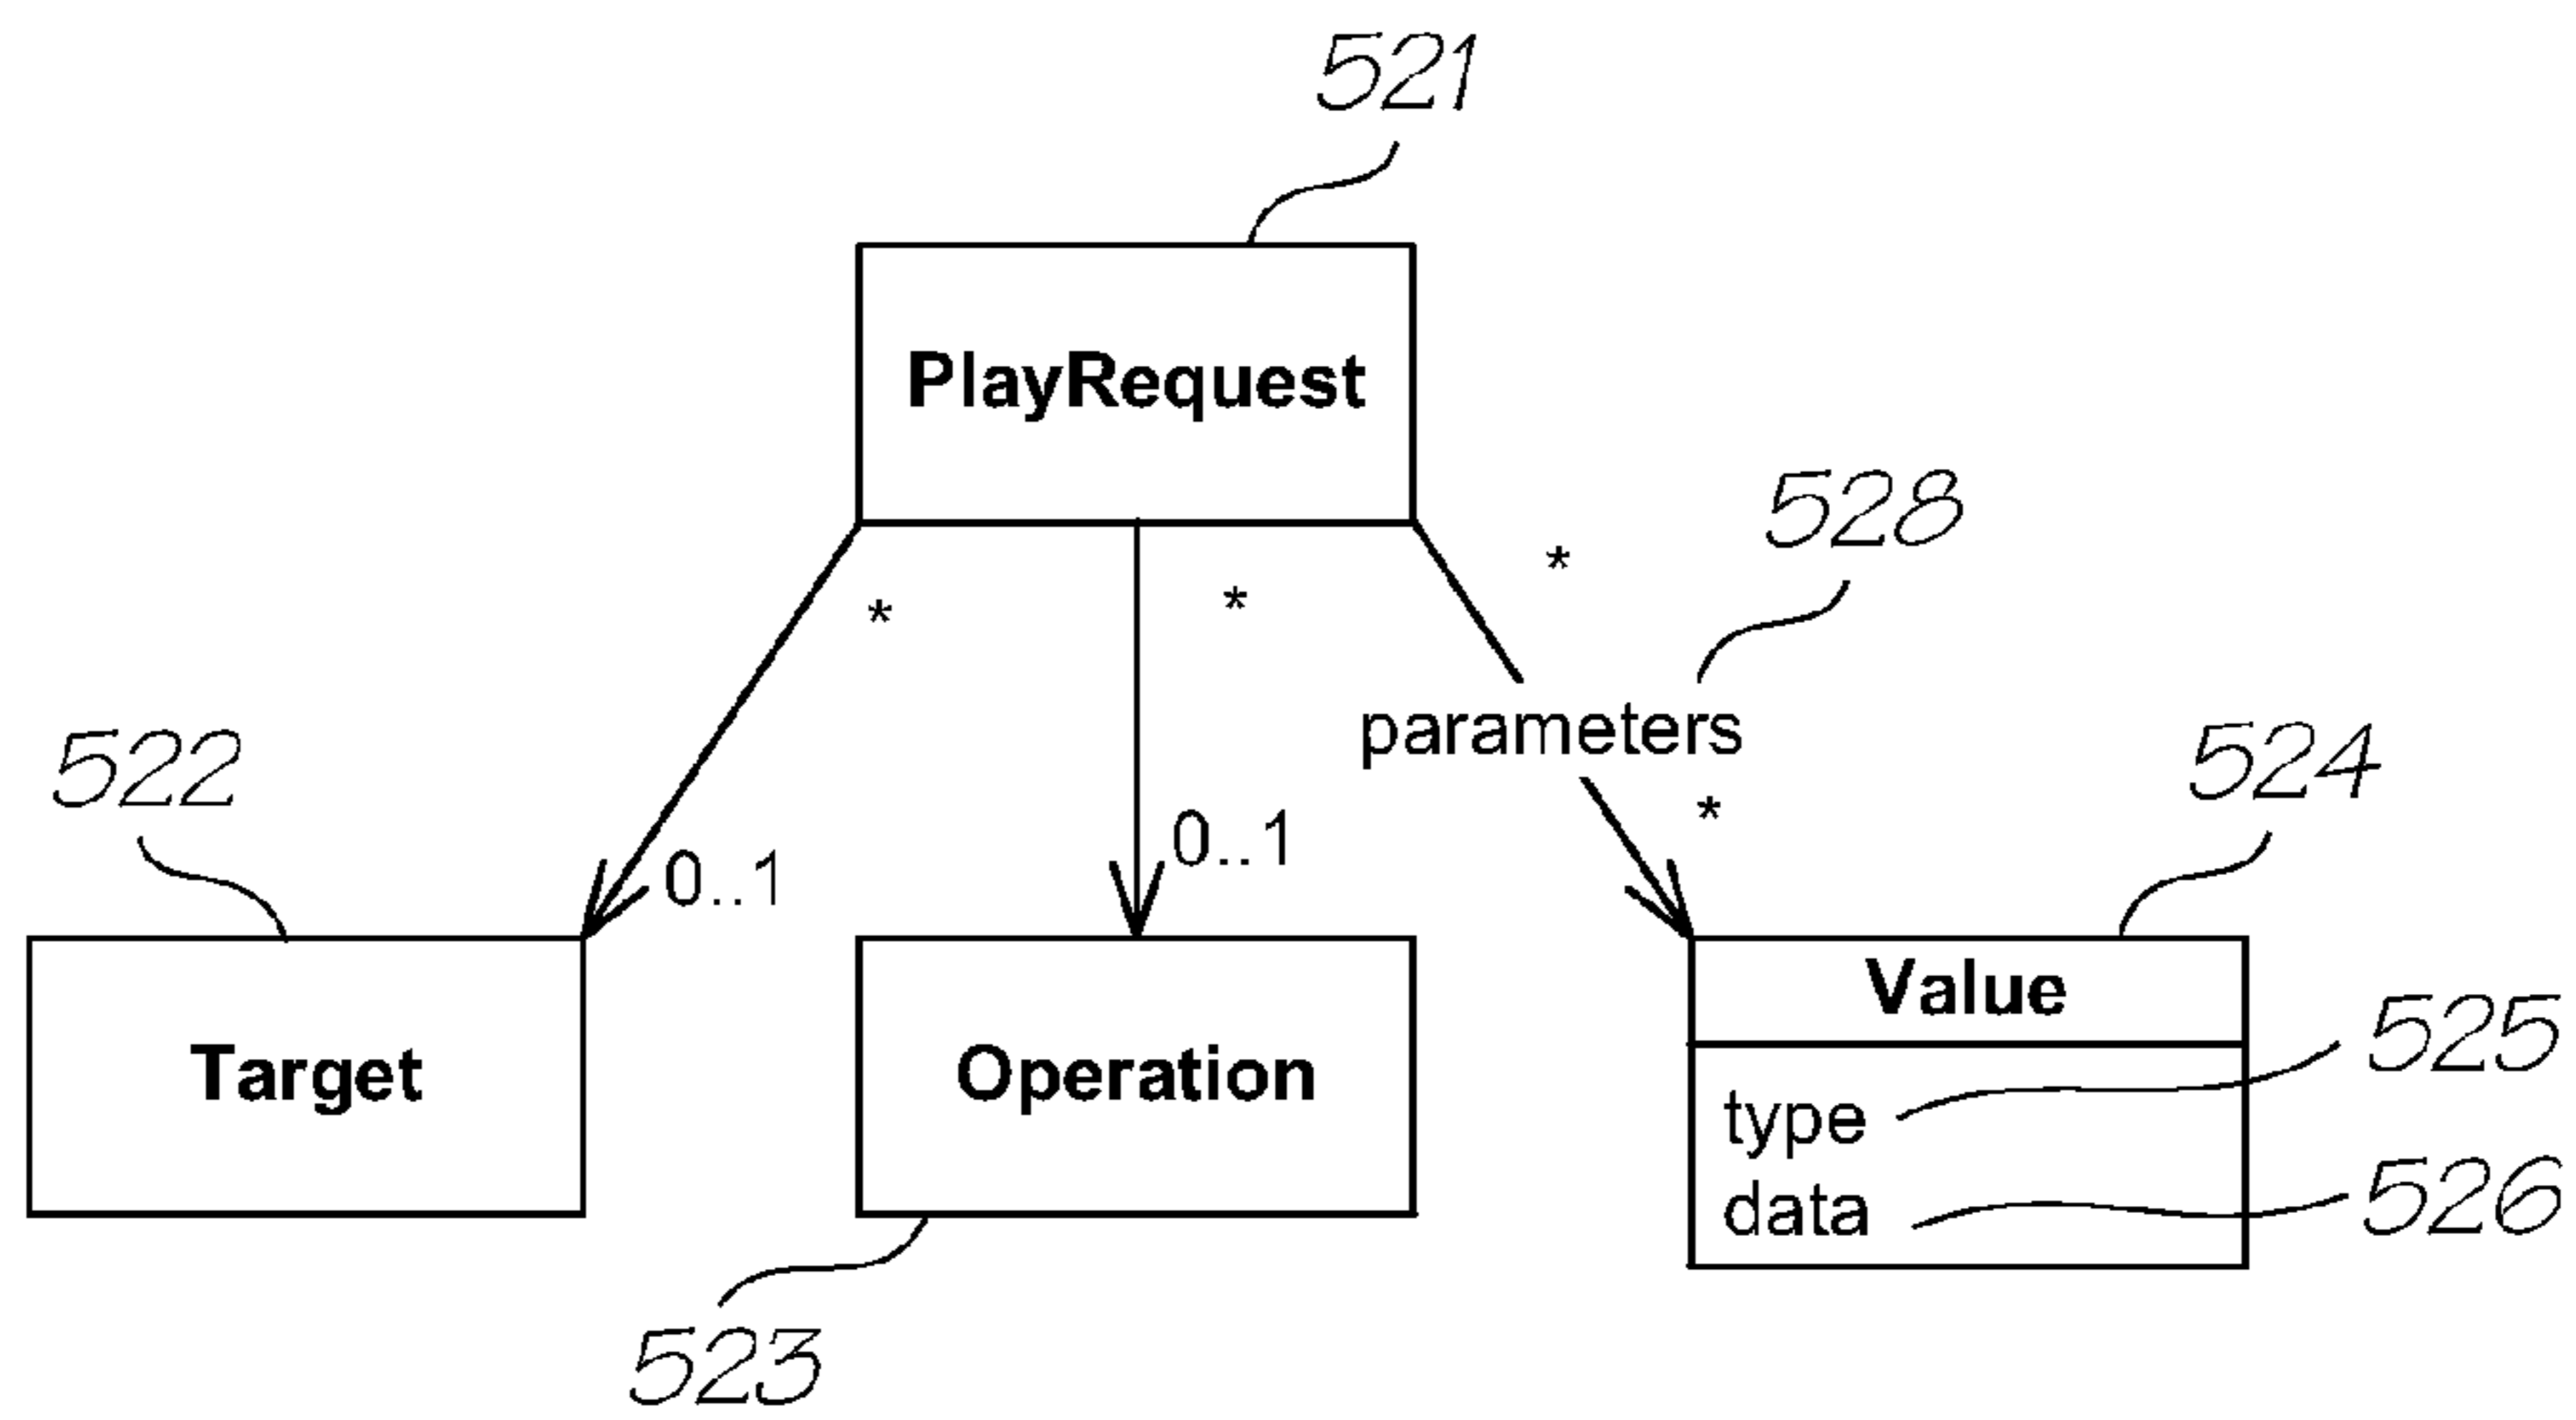 521
PlayRequest
528
*
*
*
parameters
522
524
*
0..1
0..1
Value
Target
Operation
525
type
data
526
523